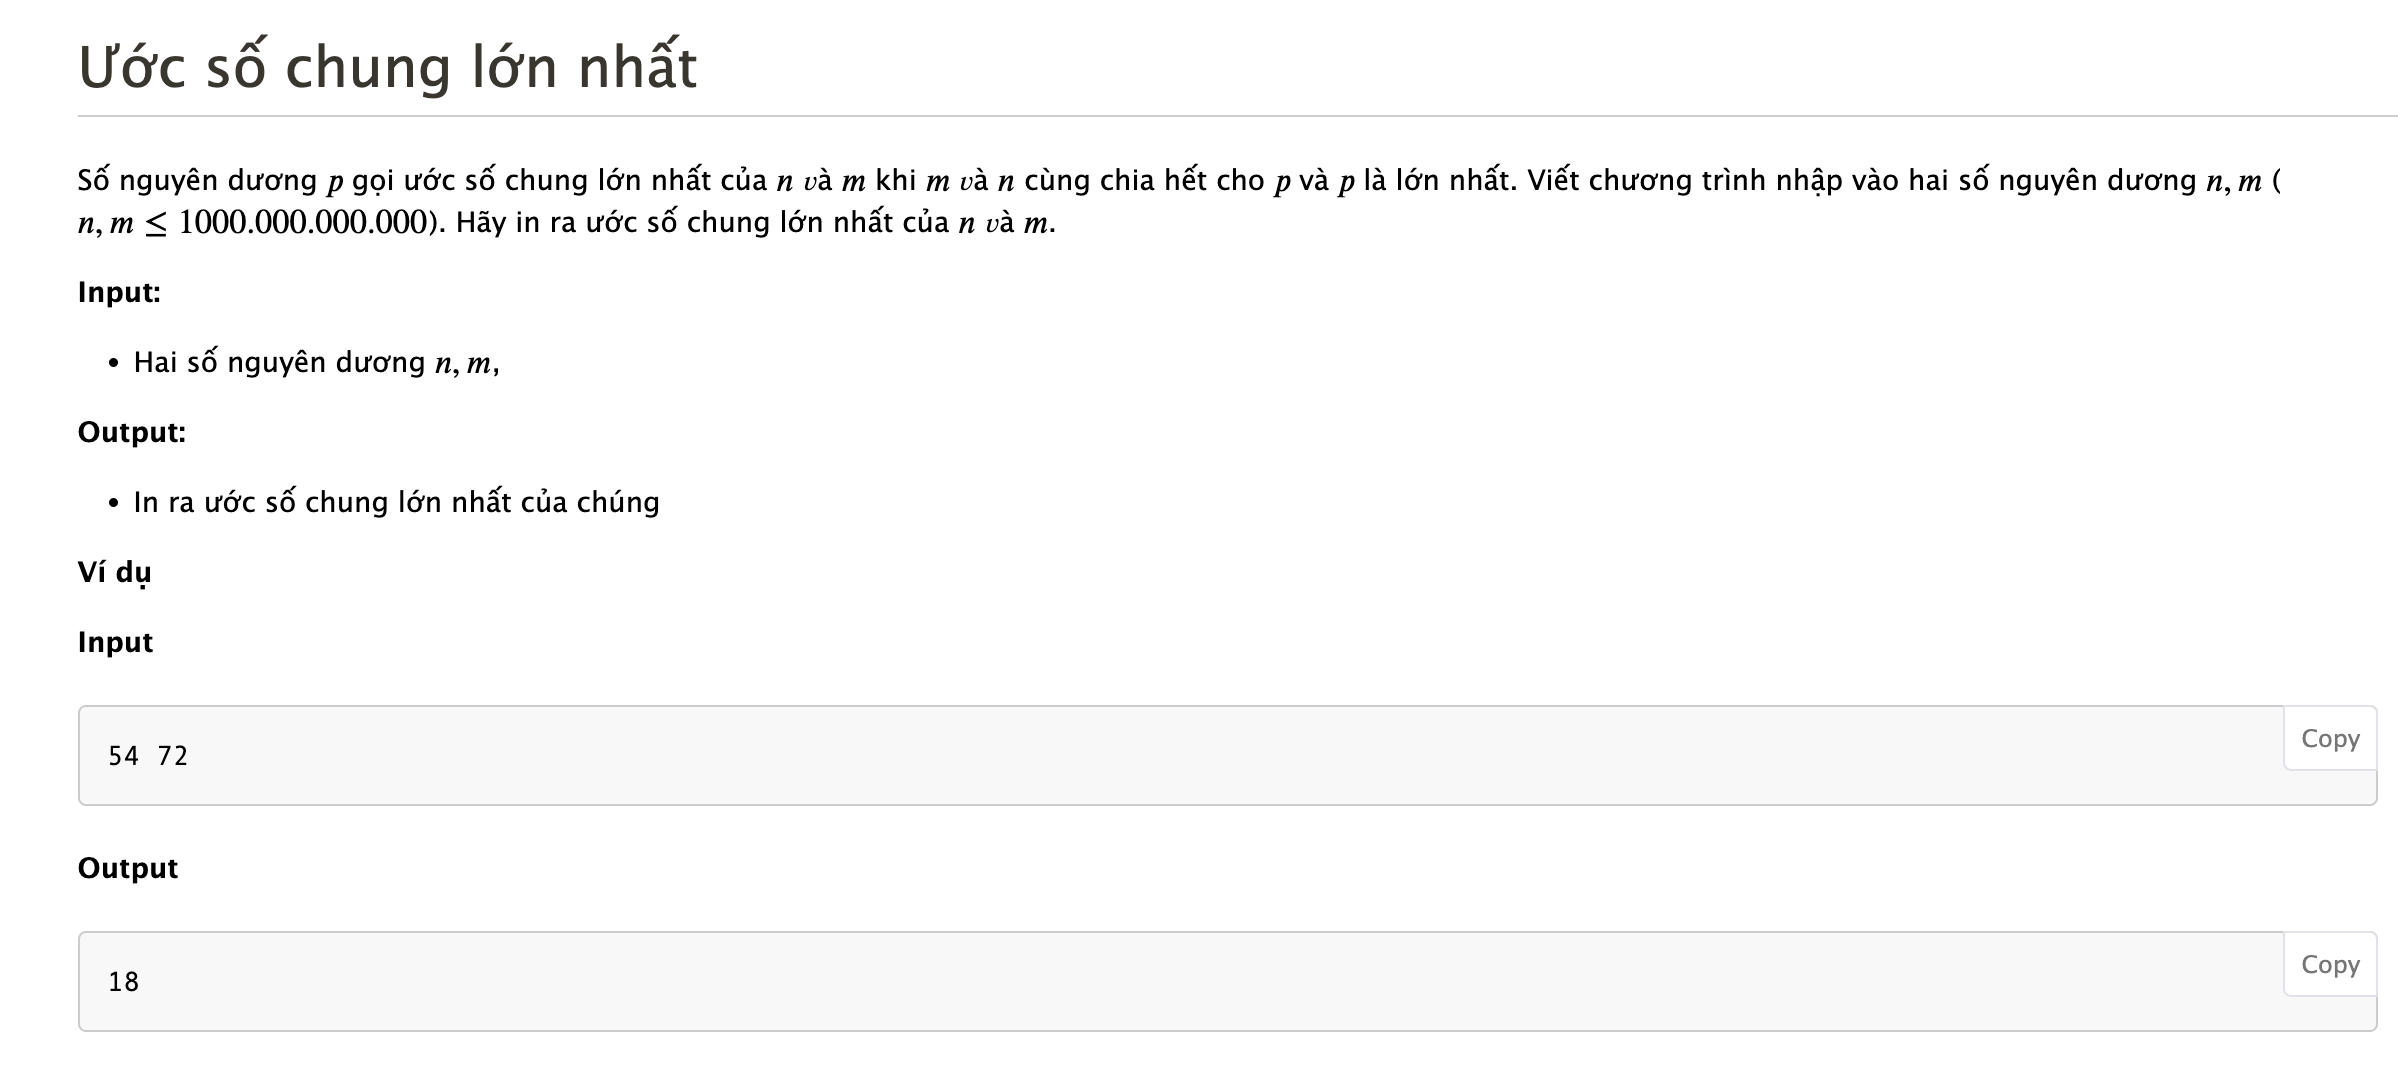 Ước số chung lớn nhất
Số nguyên dương p gọi ước số chung lớn nhất của n và m khi m và n cùng chia hết cho p và p là lớn nhất. Viết chương trình nhập vào hai số nguyên dương n, m (
n, m ≤ 1000.000.000.000). Hãy in ra ước số chung lớn nhất của n và m.
Input:
• Hai số nguyên dương n, m,
Output:
• In ra ước số chung lớn nhất của chúng
Ví dụ
Input
Copy
54 72
Output
Copy
18